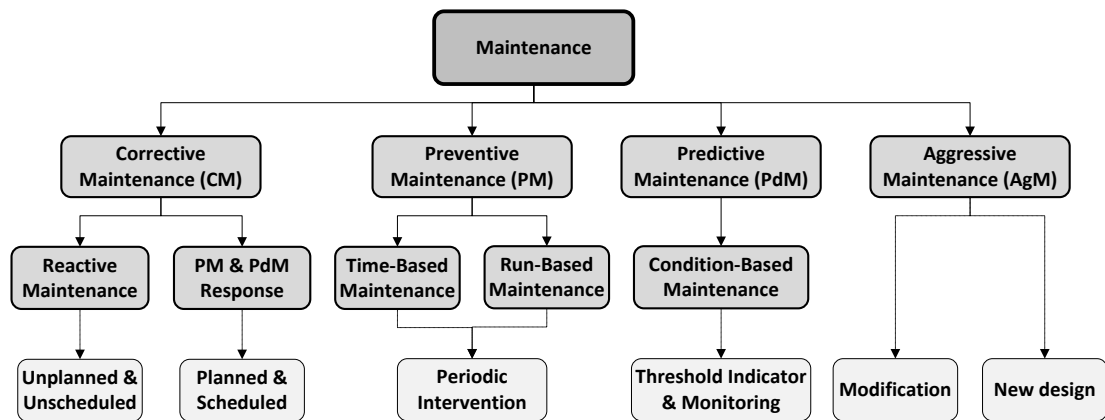 Maintenance
Corrective
Maintenance (CM)
Preventive
Maintenance (PM)
Predictive
Maintenance (PdM)
Aggressive
Maintenance (AgM)
Reactive
Maintenance
PM & PdM
Response
Time-Based
Maintenance
Run-Based
Maintenance
Condition-Based
Maintenance
Unplanned &
Unscheduled
Planned &
Scheduled
Periodic
Intervention
Threshold Indicator
& Monitoring
Modification
New design